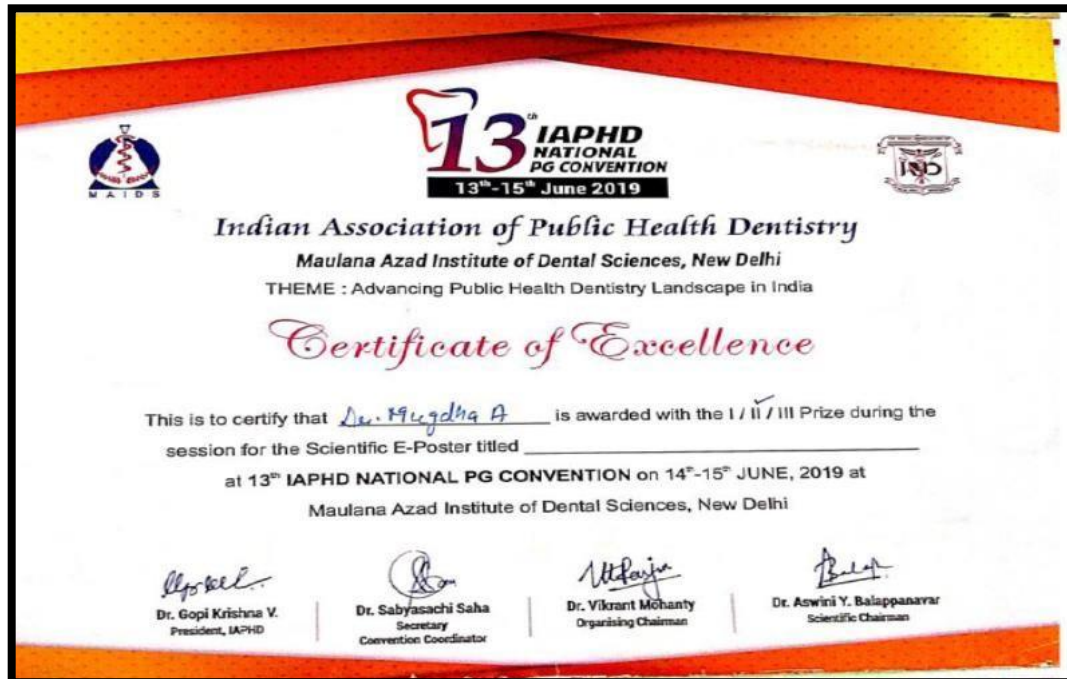 13th IAPHD
NATIONAL
PG CONVENTION
13th-15th June 2019
MAIDS
Indian Association of Public Health Dentistry
Maulana Azad Institute of Dental Sciences, New Delhi
THEME : Advancing Public Health Dentistry Landscape in India
Certificate of Excellence
This is to certify that Dr. Mugdha A is awarded with the I / II / III Prize during the
session for the Scientific E-Poster titled
at 13th IAPHD NATIONAL PG CONVENTION on 14th-15th JUNE, 2019 at
Maulana Azad Institute of Dental Sciences, New Delhi
Dr. Gopi Krishna V. Dr. Sabyasachi Saha Dr. Vikrant Mohanty Dr. Aswini Y. Balappanavar
President, IAPHD Secretary Organising Chairman Scientific Chairman
Convention Coordinator